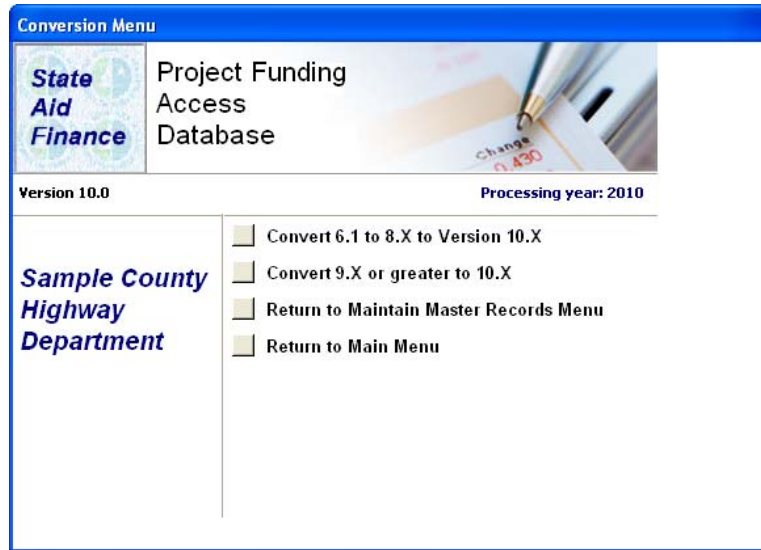 Conversion Menu
State
Aid
Finance
Project Funding
Access
Database
Change
0.430
Version 10.0
Processing year: 2010
Sample County
Highway
Department
Convert 6.1 to 8.X to Version 10.X
Convert 9.X or greater to 10.X
Return to Maintain Master Records Menu
Return to Main Menu